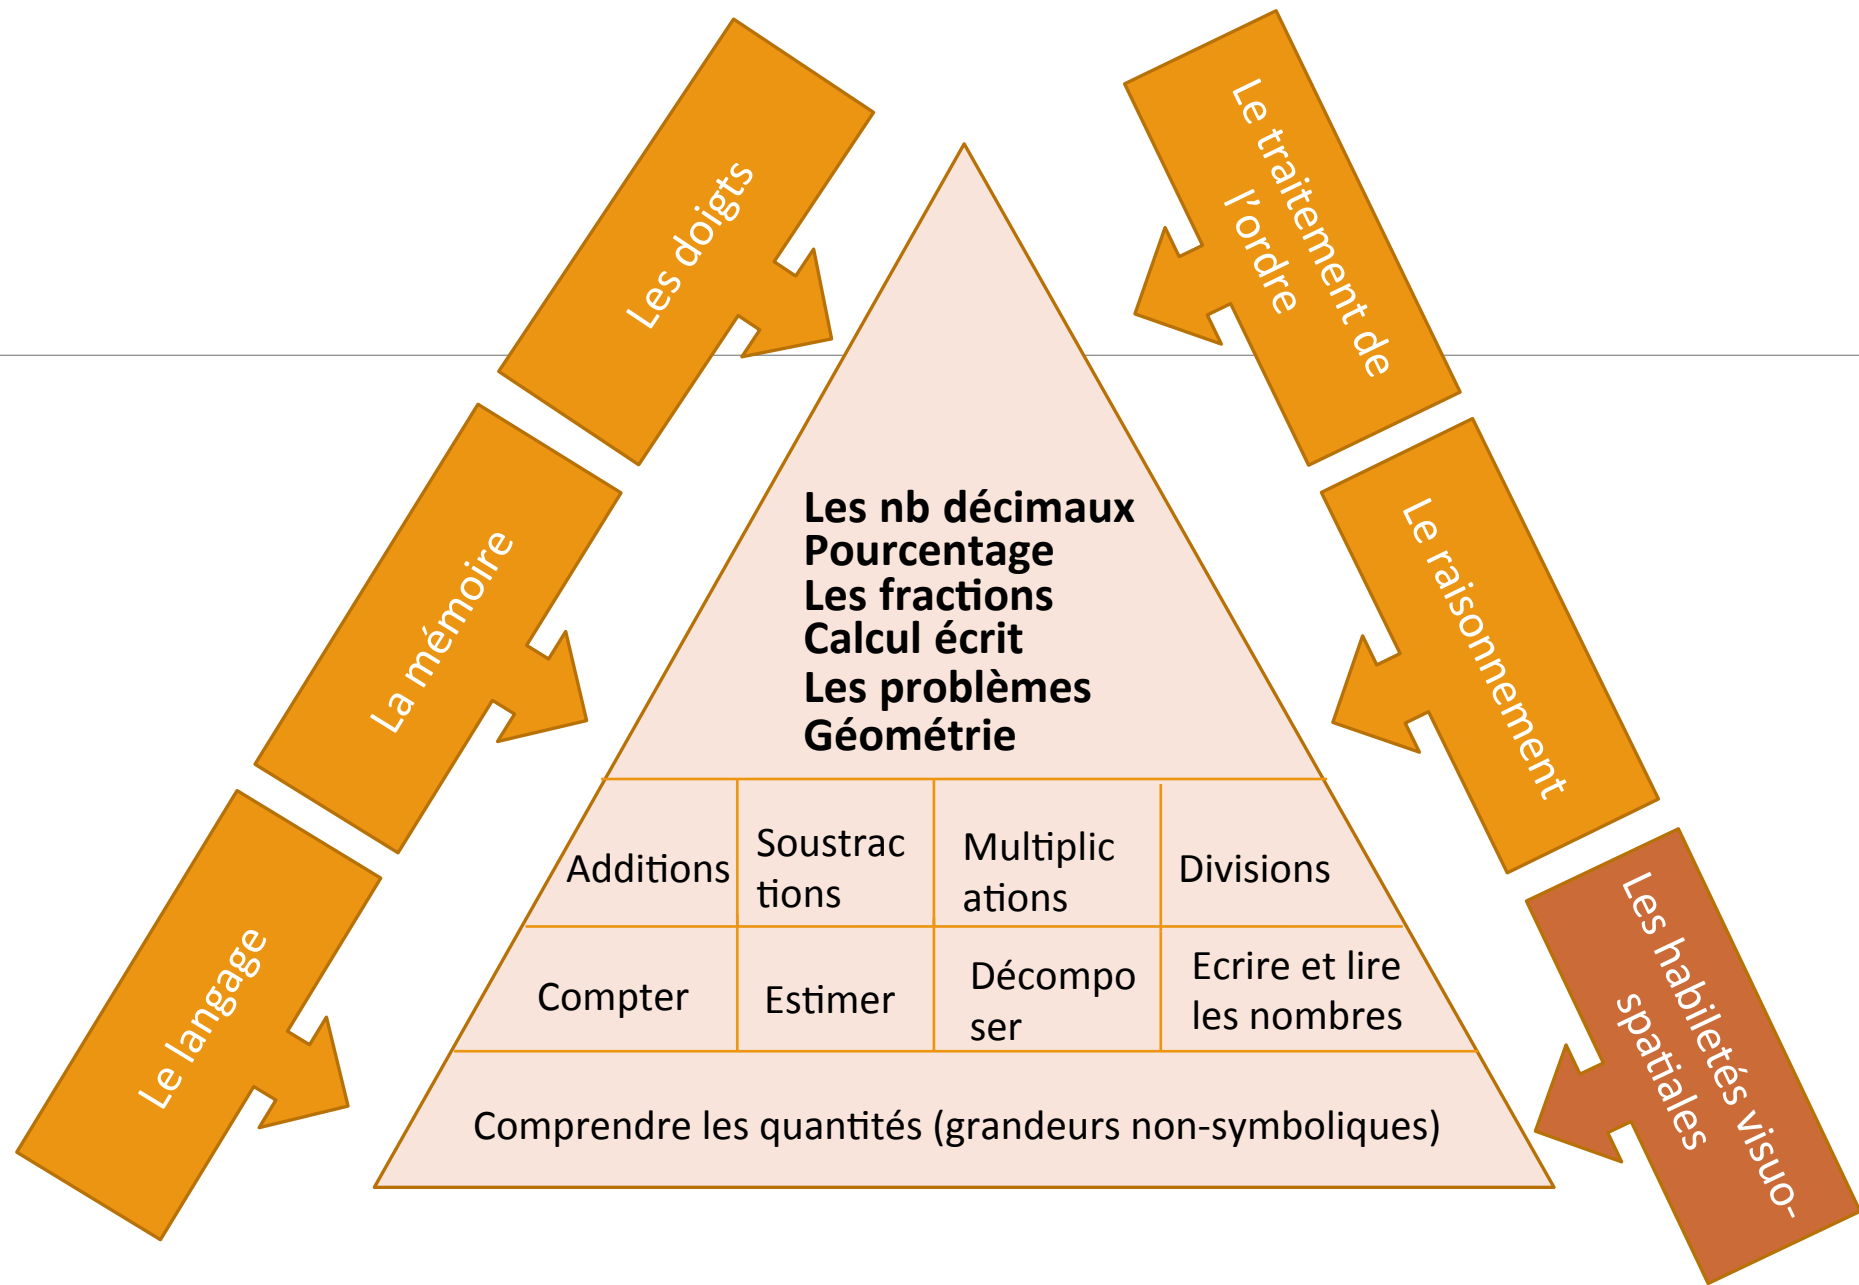 Les doigts
La mémoire
Le langage
Le traitement de
l'ordre
Le raisonnement
Les habiletés visuo-
spatiales
Les nb décimaux
Pourcentage
Les fractions
Calcul écrit
Les problèmes
Géométrie
Additions
Soustrac
tions
Multiplic
ations
Divisions
Compter
Estimer
Décompo
ser
Ecrire et lire
les nombres
Comprendre les quantités (grandeurs non-symboliques)